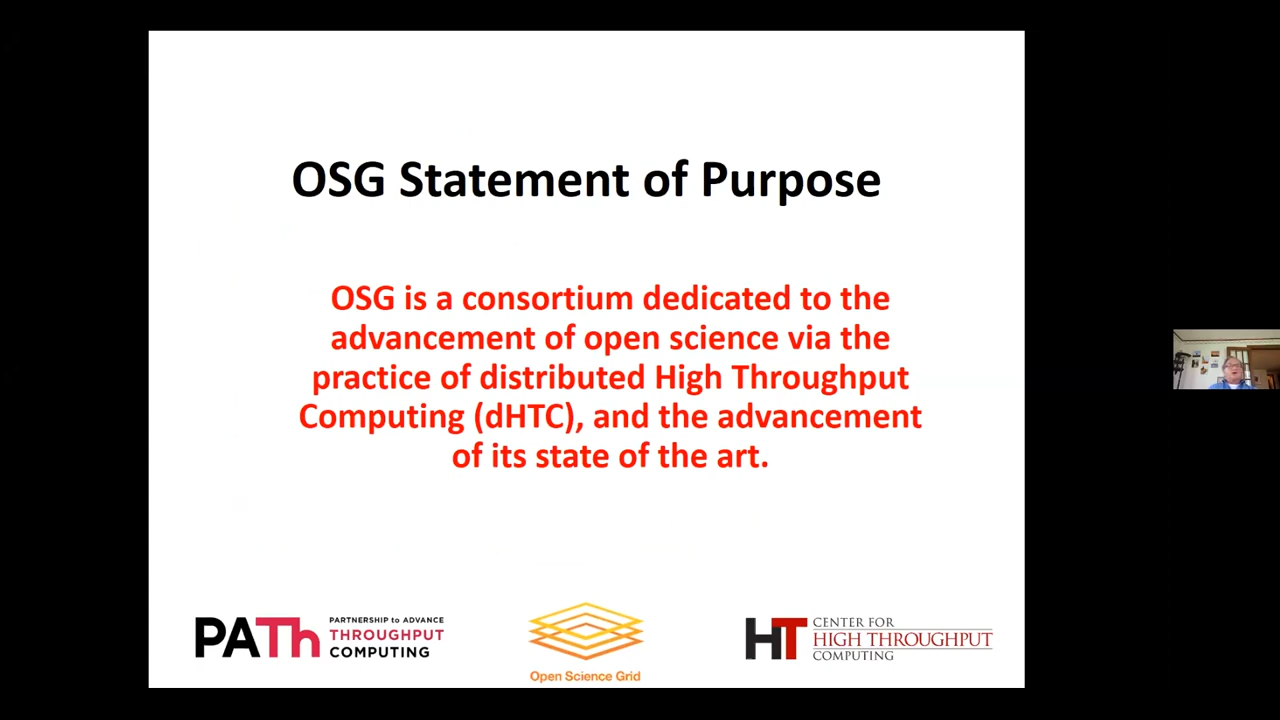 OSG Statement of Purpose
OSG is a consortium dedicated to the
advancement of open science via the
practice of distributed High Throughput
Computing (dHTC), and the advancement
of its state of the art.
PATh
PARTNERSHIP to ADVANCE
THROUGHPUT
COMPUTING
Open Science Grid
HT
CENTER FOR
HIGH THROUGHPUT
COMPUTING